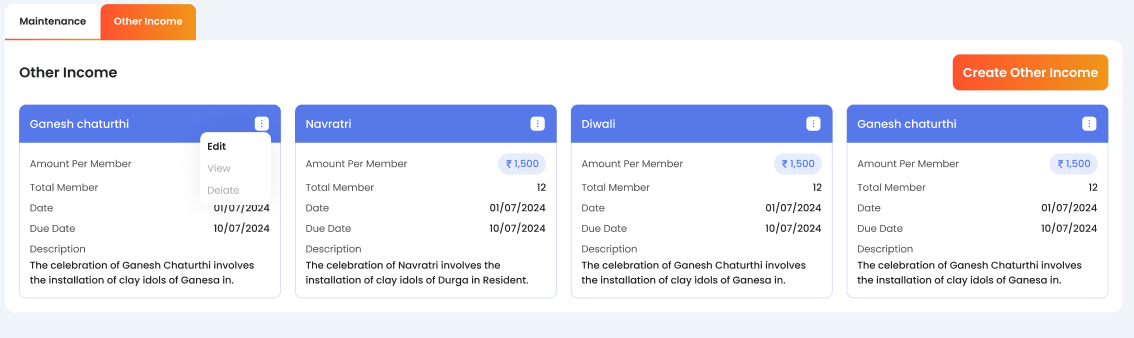 Maintenance
Other Income
Other Income
Create Other Income
Ganesh chaturthi
Edit
View
Delete
Amount Per Member
Total Member
Date 01/07/2024
Due Date 10/07/2024
Description
The celebration of Ganesh Chaturthi involves
the installation of clay idols of Ganesa in.
Navratri
Amount Per Member ₹ 1,500
Total Member 12
Date 01/07/2024
Due Date 10/07/2024
Description
The celebration of Navratri involves the
installation of clay idols of Durga in Resident.
Diwali
Amount Per Member ₹ 1,500
Total Member 12
Date 01/07/2024
Due Date 10/07/2024
Description
The celebration of Ganesh Chaturthi involves
the installation of clay idols of Ganesa in.
Ganesh chaturthi
Amount Per Member ₹ 1,500
Total Member 12
Date 01/07/2024
Due Date 10/07/2024
Description
The celebration of Ganesh Chaturthi involves
the installation of clay idols of Ganesa in.